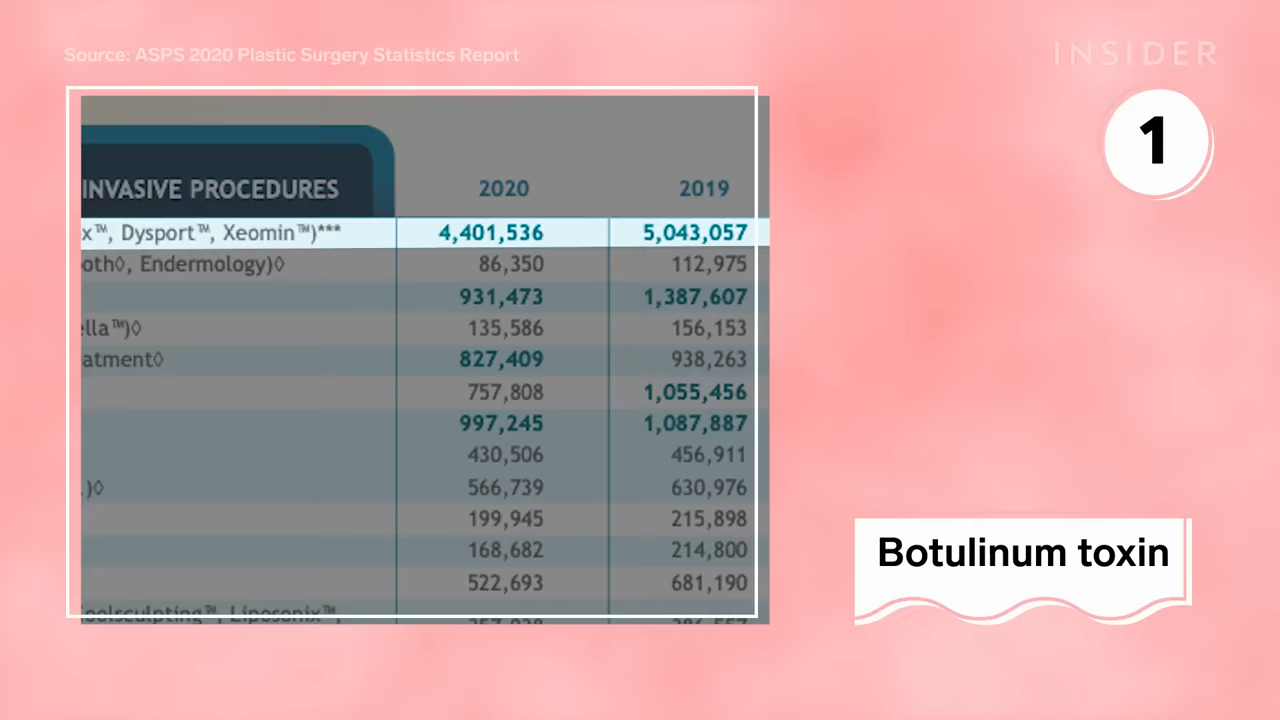 Source: ASPS 2020 Plastic Surgery Statistics Report
INSIDER
1
INVASIVE PROCEDURES 2020 2019
x™, Dysport™, Xeomin™)*** 4,401,536 5,043,057
oth◊, Endermology)◊ 86,350 112,975
931,473 1,387,607
ella™)◊ 135,586 156,153
atment◊ 827,409 938,263
757,808 1,055,456
997,245 1,087,887
430,506 456,911
.)◊ 566,739 630,976
199,945 215,898
168,682 214,800
522,693 681,190
oolsculpting™, Liposonix™,
Botulinum toxin